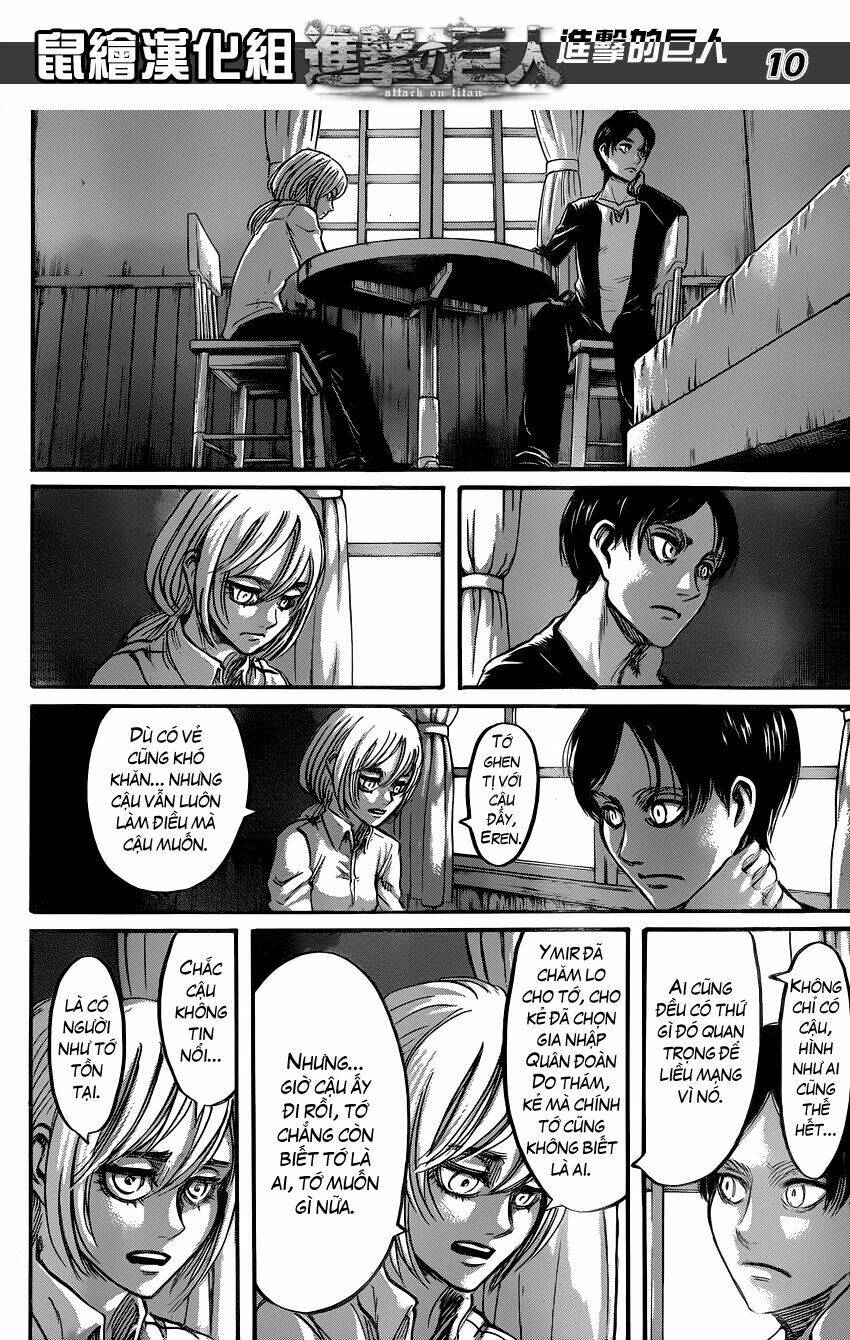 鼠繪漢化組
進撃の巨人
attack on titan
進擊的巨人
10
TỚ
GHEN
TỊ VỚI
CẬU
ĐẤY,
EREN.
DÙ CÓ VẺ
CŨNG KHÓ
KHĂN... NHƯNG
CẬU VẪN LUÔN
LÀM ĐIỀU MÀ
CẬU MUỐN.
KHÔNG
CHỈ CÓ
CẬU,
HÌNH
NHƯ AI
CŨNG
THẾ
HẾT...
AI CŨNG
ĐỀU CÓ THỨ
GÌ ĐÓ QUAN
TRỌNG ĐỂ
LIỀU MẠNG
VÌ NÓ.
YMIR ĐÃ
CHĂM LO
CHO TỚ, CHO
KẺ ĐÃ CHỌN
GIA NHẬP
QUÂN ĐOÀN
DO THÁM,
KẺ MÀ CHÍNH
TỚ CŨNG
KHÔNG BIẾT
LÀ AI.
NHƯNG...
GIỜ CẬU ẤY
ĐI RỒI, TỚ
CHẲNG CÒN
BIẾT TỚ LÀ
AI, TỚ MUỐN
GÌ NỮA.
CHẮC
CẬU
KHÔNG
TIN
NỔI...
LÀ CÓ
NGƯỜI
NHƯ TỚ
TỒN
TẠI.